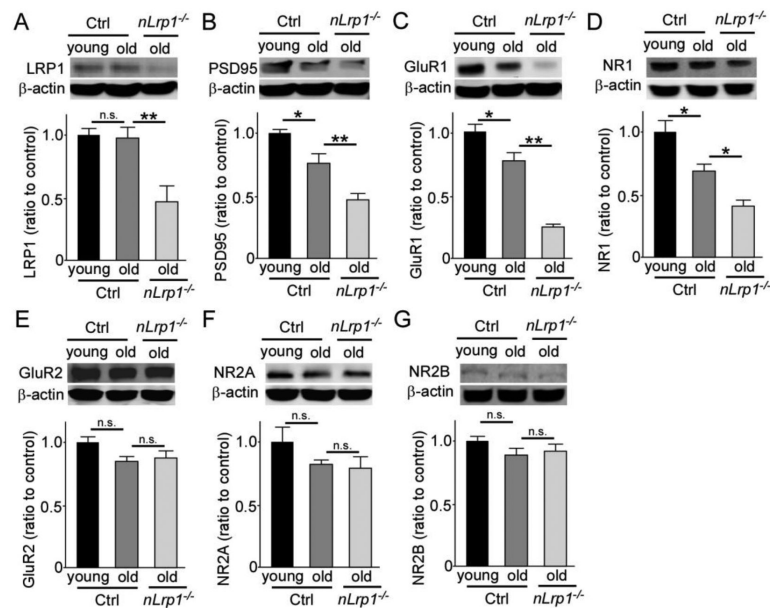 A
Ctrl nLrp1-/-
young old old
LRP1
β-actin
n.s. **
1.0
0.5
LRP1 (ratio to control)
young old old
Ctrl nLrp1-/-
B
Ctrl nLrp1-/-
young old old
PSD95
β-actin
* **
1.0
0.5
PSD95 (ratio to control)
young old old
Ctrl nLrp1-/-
C
Ctrl nLrp1-/-
young old old
GluR1
β-actin
* **
1.0
0.5
GluR1 (ratio to control)
young old old
Ctrl nLrp1-/-
D
Ctrl nLrp1-/-
young old old
NR1
β-actin
* *
1.0
0.5
NR1 (ratio to control)
young old old
Ctrl nLrp1-/-
E
Ctrl nLrp1-/-
young old old
GluR2
β-actin
n.s. n.s.
1.0
0.5
GluR2 (ratio to control)
young old old
Ctrl nLrp1-/-
F
Ctrl nLrp1-/-
young old old
NR2A
β-actin
n.s. n.s.
1.0
0.5
NR2A (ratio to control)
young old old
Ctrl nLrp1-/-
G
Ctrl nLrp1-/-
young old old
NR2B
β-actin
n.s. n.s.
1.0
0.5
NR2B (ratio to control)
young old old
Ctrl nLrp1-/-